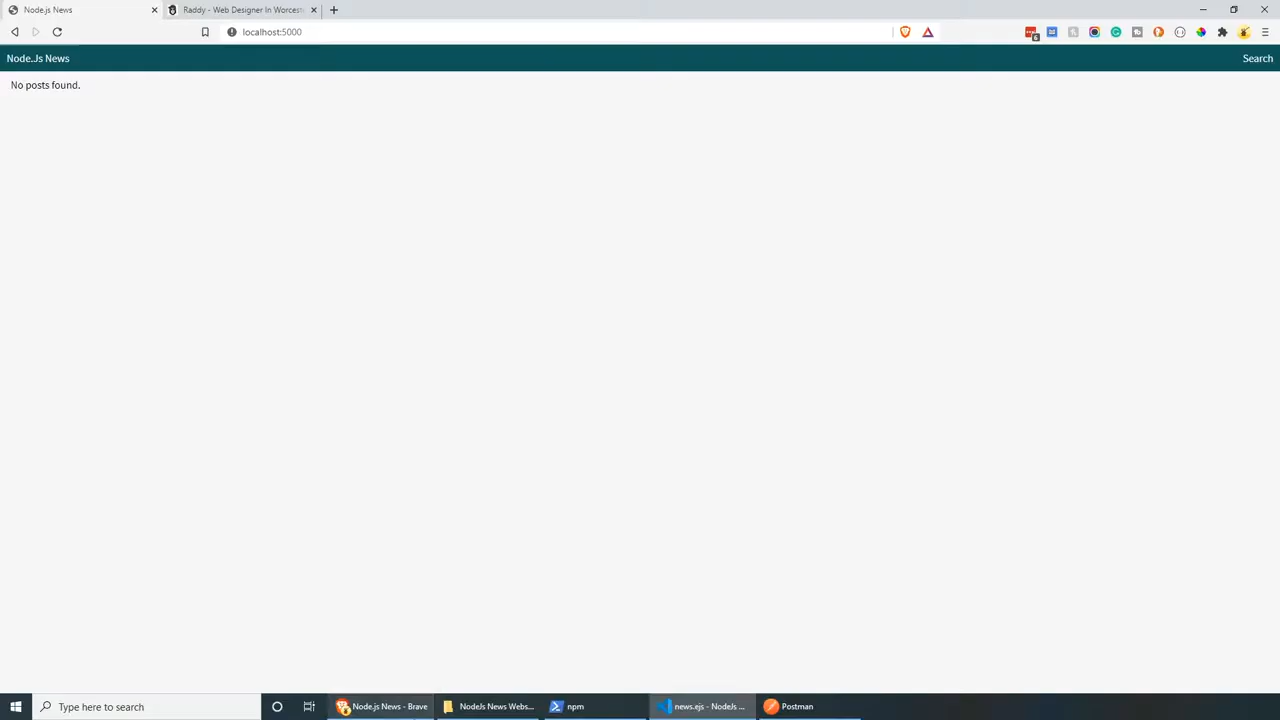 Node.js News
Raddy - Web Designer In Worceste
localhost:5000
6
Node.Js News
Search
No posts found.
Type here to search
Node.js News - Brave
NodeJs News Webs...
npm
news.ejs - NodeJs ...
Postman